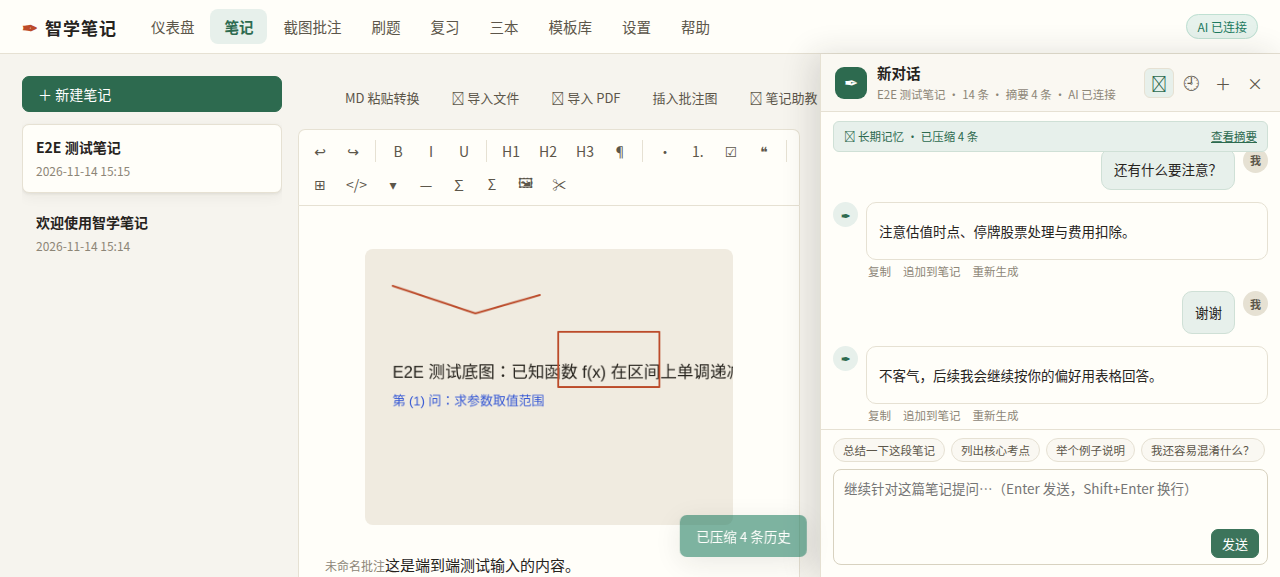 智学笔记 仪表盘 笔记 截图批注 刷题 复习 三本 模板库 设置 帮助 AI 已连接
＋ 新建笔记
E2E 测试笔记
2026-11-14 15:15
欢迎使用智学笔记
2026-11-14 15:14
MD 粘贴转换 导入文件 导入 PDF 插入批注图 笔记助教
↩ ↪ B I U H1 H2 H3 ¶ • 1. ☑ ❝
⊞ </> ▾ — ∑ Σ 🖼 ✂
E2E 测试底图：已知函数 f(x) 在区间上单调递
第 (1) 问：求参数取值范围
未命名批注这是端到端测试输入的内容。
已压缩 4 条历史
新对话
E2E 测试笔记 · 14 条 · 摘要 4 条 · AI 已连接
长期记忆 · 已压缩 4 条 查看摘要
还有什么要注意？ 我
注意估值时点、停牌股票处理与费用扣除。
复制 追加到笔记 重新生成
谢谢 我
不客气，后续我会继续按你的偏好用表格回答。
复制 追加到笔记 重新生成
总结一下这段笔记 列出核心考点 举个例子说明 我还容易混淆什么？
继续针对这篇笔记提问…（Enter 发送，Shift+Enter 换行）
发送